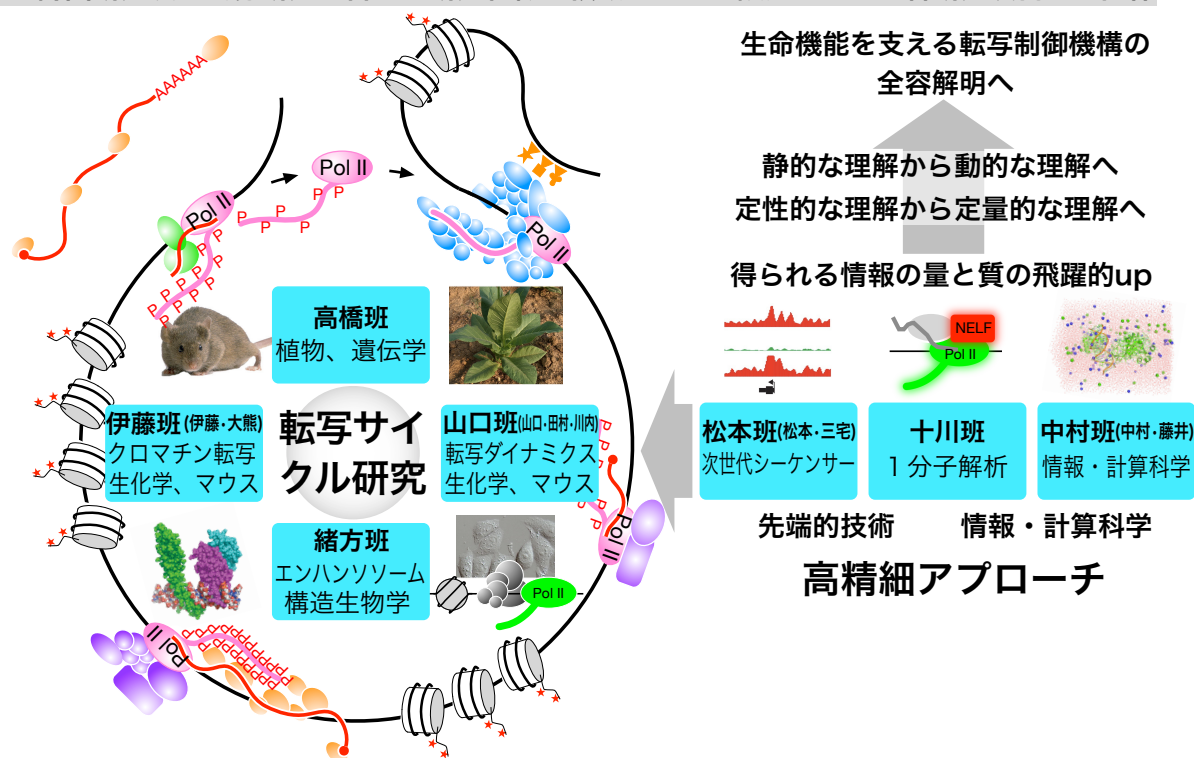 生命機能を支える転写制御機構の
全容解明へ
静的な理解から動的な理解へ
定性的な理解から定量的な理解へ
得られる情報の量と質の飛躍的up
AAAAAA
Pol II
P P
P P P P
Pol II
P
P
P
P P P P P
P P P P
Pol II
高橋班
植物、遺伝学
伊藤班(伊藤・大熊)
クロマチン転写
生化学、マウス
転写サイ
クル研究
山口班(山口・田村・川内)
転写ダイナミクス
生化学、マウス
P P P P
P P P
Pol II
緒方班
エンハンソソーム
構造生物学
Pol II
Pol II
PPPPPPPPPP
PPPPPPPPPP
NELF
Pol II
松本班(松本・三宅)
次世代シーケンサー
十川班
１分子解析
中村班(中村・藤井)
情報・計算科学
先端的技術
情報・計算科学
高精細アプローチ